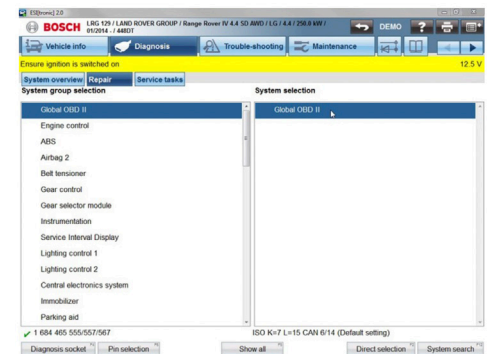 ESI[tronic] 2.0
BOSCH LRG 129 / LAND ROVER GROUP / Range Rover IV 4.4 SD AWD / LG / 4.4 / 250.0 kW /
01/2014 - / 448DT
DEMO ?
Vehicle info Diagnosis Trouble-shooting Maintenance
Ensure ignition is switched on 12.5 V
System overview Repair Service tasks
System group selection System selection
Global OBD II Global OBD II
Engine control
ABS
Airbag 2
Belt tensioner
Gear control
Gear selector module
Instrumentation
Service Interval Display
Lighting control 1
Lighting control 2
Central electronics system
Immobilizer
Parking aid
1 684 465 555/557/567 ISO K=7 L=15 CAN 6/14 (Default setting)
Diagnosis socket Pin selection Show all Direct selection System search